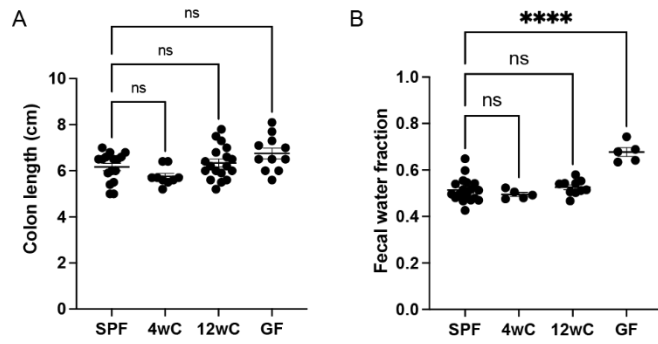 A
ns
ns
ns
Colon length (cm)
10
8
6
4
2
0
SPF 4wC 12wC GF
B
****
ns
ns
Fecal water fraction
1.0
0.8
0.6
0.4
0.2
0.0
SPF 4wC 12wC GF